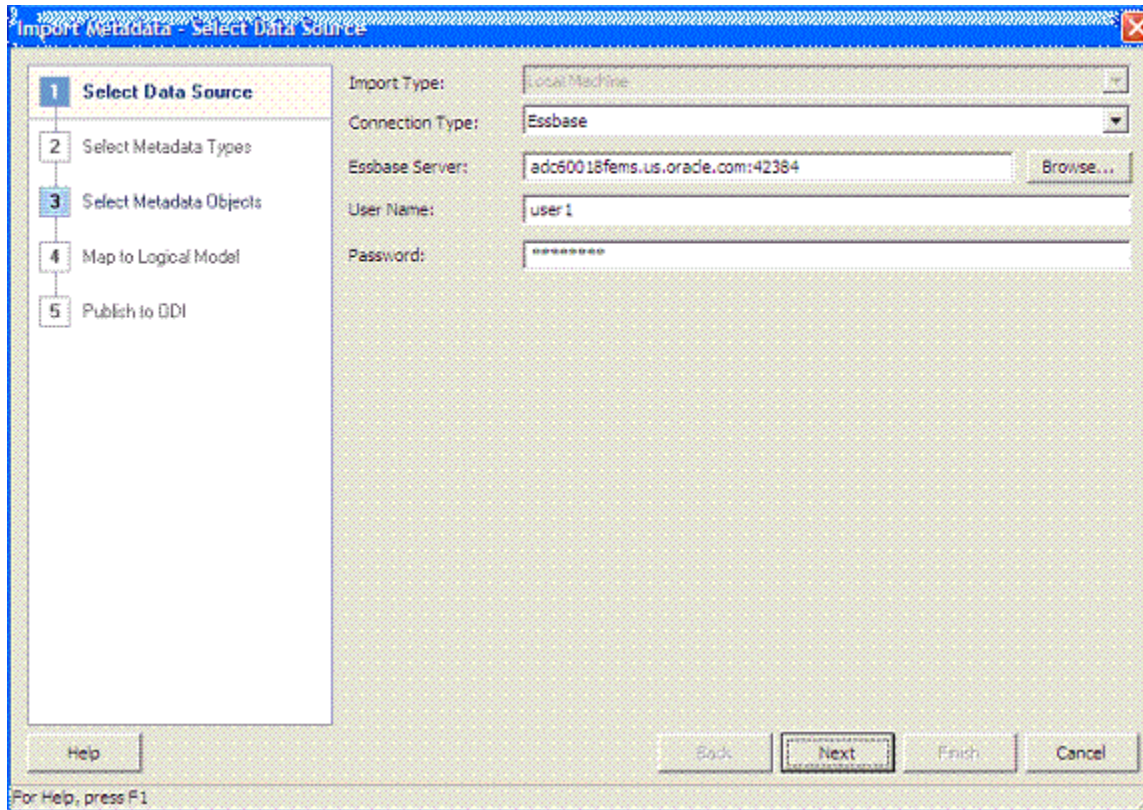 Import Metadata - Select Data Source
1 Select Data Source
2 Select Metadata Types
3 Select Metadata Objects
4 Map to Logical Model
5 Publish to ODI
Import Type: Local Machine
Connection Type: Essbase
Essbase Server: adc60018fems.us.oracle.com:42384 Browse...
User Name: user1
Password: ********
Help Back Next Finish Cancel
For Help, press F1